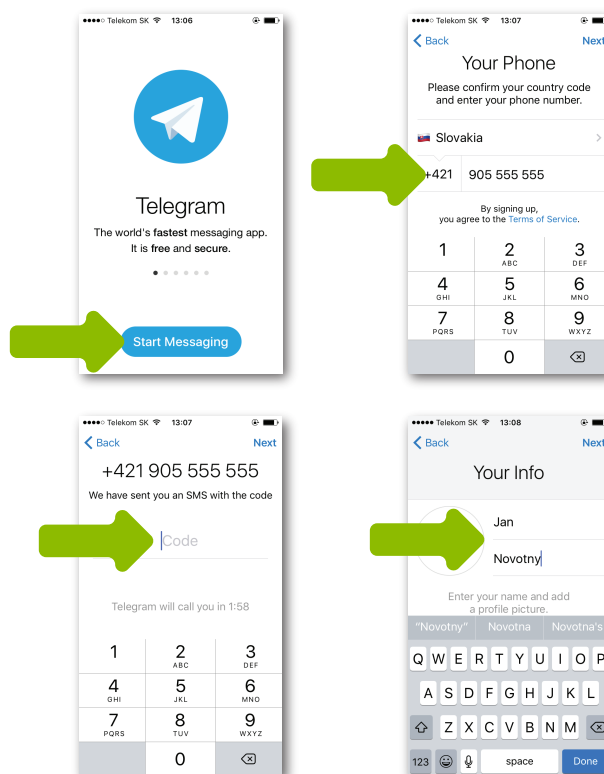 Telekom SK 13:06
Telegram
The world's fastest messaging app.
It is free and secure.
Start Messaging
Telekom SK 13:07
Back Next
Your Phone
Please confirm your country code
and enter your phone number.
Slovakia
+421 905 555 555
By signing up,
you agree to the Terms of Service.
1 2 3
ABC DEF
4 5 6
GHI JKL MNO
7 8 9
PQRS TUV WXYZ
0
Telekom SK 13:07
Back Next
+421 905 555 555
We have sent you an SMS with the code
Code
Telegram will call you in 1:58
1 2 3
ABC DEF
4 5 6
GHI JKL MNO
7 8 9
PQRS TUV WXYZ
0
Telekom SK 13:08
Back Next
Your Info
Jan
Novotny
Enter your name and add
a profile picture.
"Novotny" Novotna Novotna's
Q W E R T Y U I O P
A S D F G H J K L
Z X C V B N M
123 space Done